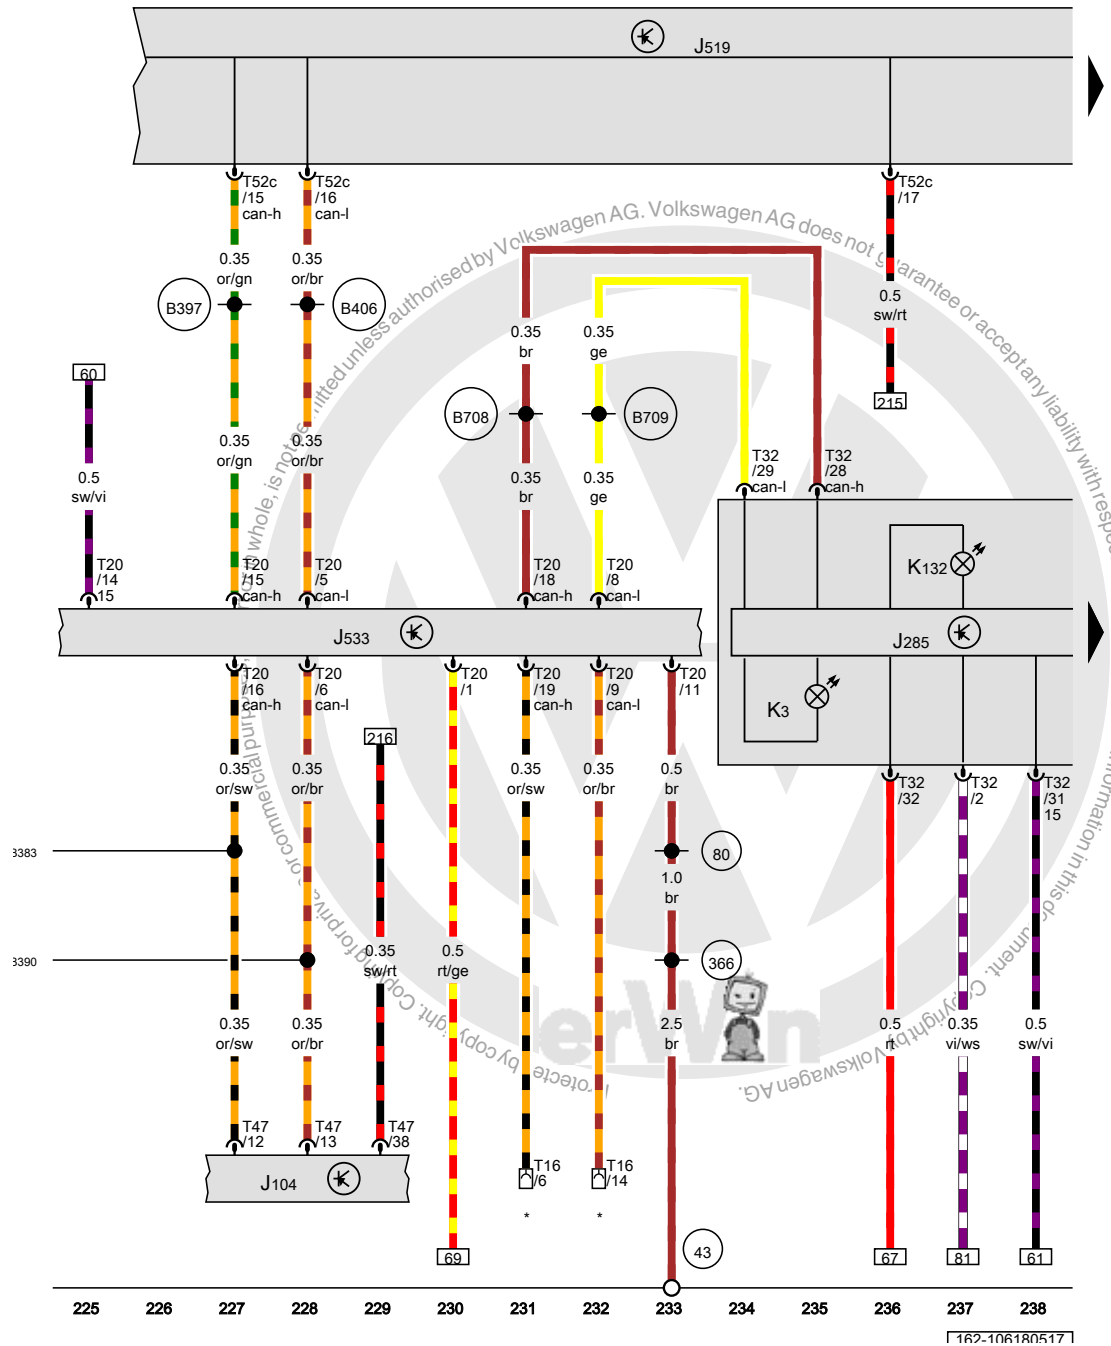 J519
T52c
/15
can-h
T52c
/16
can-l
T52c
/17
0.35
or/gn
0.35
or/br
0.5
sw/rt
B397
B406
0.35
br
0.35
ge
60
215
B708
B709
0.35
or/gn
0.35
or/br
T32
/29
can-l
T32
/28
can-h
0.5
sw/vi
0.35
br
0.35
ge
T20
/14
15
T20
/15
can-h
T20
/5
can-l
T20
/18
can-h
T20
/8
can-l
K132
J533
J285
T20
/16
can-h
T20
/6
can-l
T20
/1
T20
/19
can-h
T20
/9
can-l
T20
/11
K3
216
0.35
or/sw
0.35
or/br
0.35
or/sw
0.35
or/br
0.5
br
T32
/32
T32
/2
T32
/31
15
3383
80
1.0
br
3390
0.35
sw/rt
0.5
rt/ge
366
0.35
or/sw
0.35
or/br
2.5
br
0.5
rt
0.35
vi/ws
0.5
sw/vi
T47
/12
T47
/13
T47
/38
J104
T16
/6
T16
/14
*
*
43
69
67
81
61
225 226 227 228 229 230 231 232 233 234 235 236 237 238
162-106180517
erWin
by Volkswagen AG. Volkswagen AG does not guarantee or accept any liability with respec
information in this document. Copyright by Volkswagen AG.
Protected by copyright. Copying for private or commercial
whole, is not permitted unless authorised